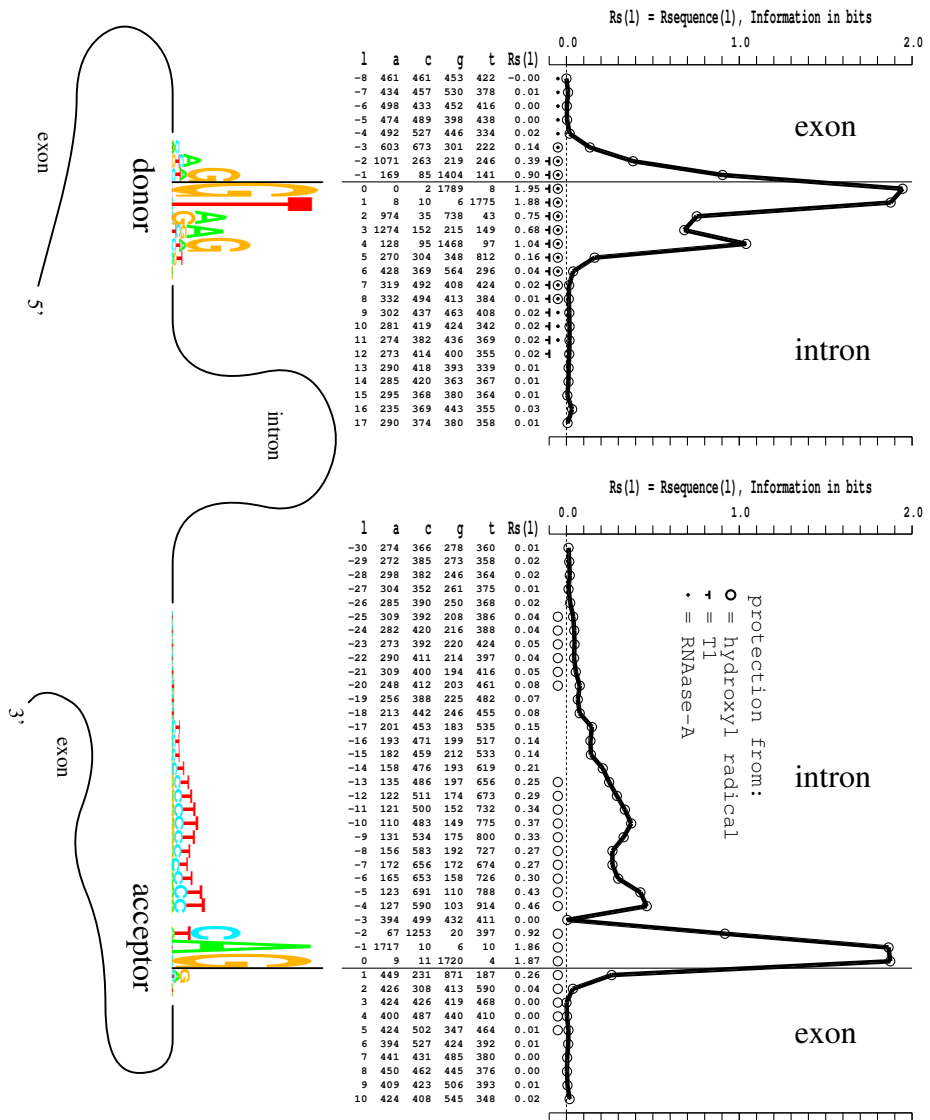 Rs(l) = Rsequence(l), Information in bits
0.0 1.0 2.0
l a c g t Rs(l)
-8 461 461 453 422 -0.00
-7 434 457 530 378 0.01
-6 498 433 452 416 0.00
-5 474 489 398 438 0.00
-4 492 527 446 334 0.02
-3 603 673 301 222 0.14
-2 1071 263 219 246 0.39
-1 169 85 1404 141 0.90
0 0 2 1789 8 1.95
1 8 10 6 1775 1.88
2 974 35 738 43 0.75
3 1274 152 215 149 0.68
4 128 95 1468 97 1.04
5 270 304 348 812 0.16
6 428 369 564 296 0.04
7 319 492 408 424 0.02
8 332 494 413 384 0.01
9 302 437 463 408 0.02
10 281 419 424 342 0.02
11 274 382 436 369 0.02
12 273 414 400 355 0.02
13 290 418 393 339 0.01
14 285 420 363 367 0.01
15 295 368 380 364 0.01
16 235 369 443 355 0.03
17 290 374 380 358 0.01
exon
intron
exon
donor
5'
intron
Rs(l) = Rsequence(l), Information in bits
0.0 1.0 2.0
l a c g t Rs(l)
-30 274 366 278 360 0.01
-29 272 385 273 358 0.02
-28 298 382 246 364 0.02
-27 304 352 261 375 0.01
-26 285 390 250 368 0.02
-25 309 392 208 386 0.04
-24 282 420 216 388 0.04
-23 273 392 220 424 0.05
-22 290 411 214 397 0.04
-21 309 400 194 416 0.05
-20 248 412 203 461 0.08
-19 256 388 225 482 0.07
-18 213 442 246 455 0.08
-17 201 453 183 535 0.15
-16 193 471 199 517 0.14
-15 182 459 212 533 0.14
-14 158 476 193 619 0.21
-13 135 486 197 656 0.25
-12 122 511 174 673 0.29
-11 121 500 152 732 0.34
-10 110 483 149 775 0.37
-9 131 534 175 800 0.33
-8 156 583 192 727 0.27
-7 172 656 172 674 0.27
-6 165 653 158 726 0.30
-5 123 691 110 788 0.43
-4 127 590 103 914 0.46
-3 394 499 432 411 0.00
-2 67 1253 20 397 0.92
-1 1717 10 6 10 1.86
0 9 11 1720 4 1.87
1 449 231 871 187 0.26
2 426 308 413 590 0.04
3 424 426 419 468 0.00
4 400 487 440 410 0.00
5 424 502 347 464 0.01
6 394 527 424 392 0.01
7 441 431 485 380 0.00
8 450 462 445 376 0.00
9 409 423 506 393 0.01
10 424 408 545 348 0.02
protection from:
= hydroxyl radical
= T1
= RNAase-A
intron
exon
3'
exon
acceptor